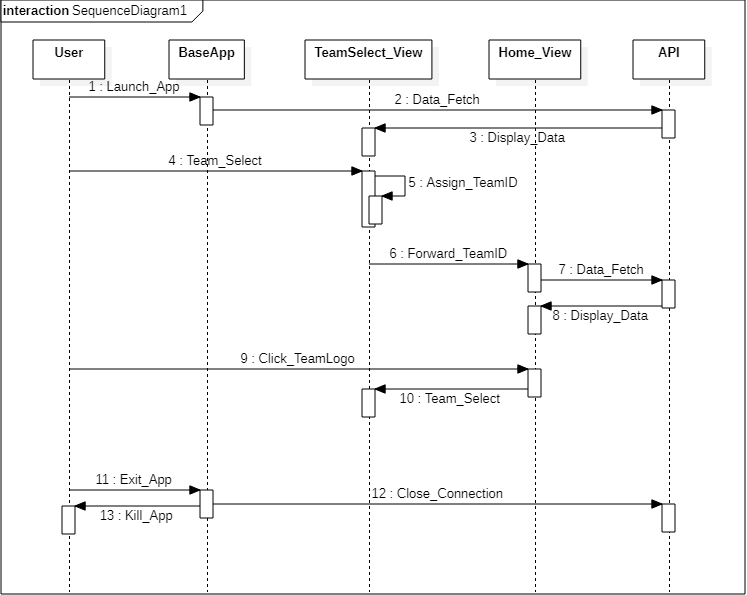 interaction SequenceDiagram1
User
BaseApp
TeamSelect_View
Home_View
API
1 : Launch_App
2 : Data_Fetch
3 : Display_Data
4 : Team_Select
5 : Assign_TeamID
6 : Forward_TeamID
7 : Data_Fetch
8 : Display_Data
9 : Click_TeamLogo
10 : Team_Select
11 : Exit_App
12 : Close_Connection
13 : Kill_App